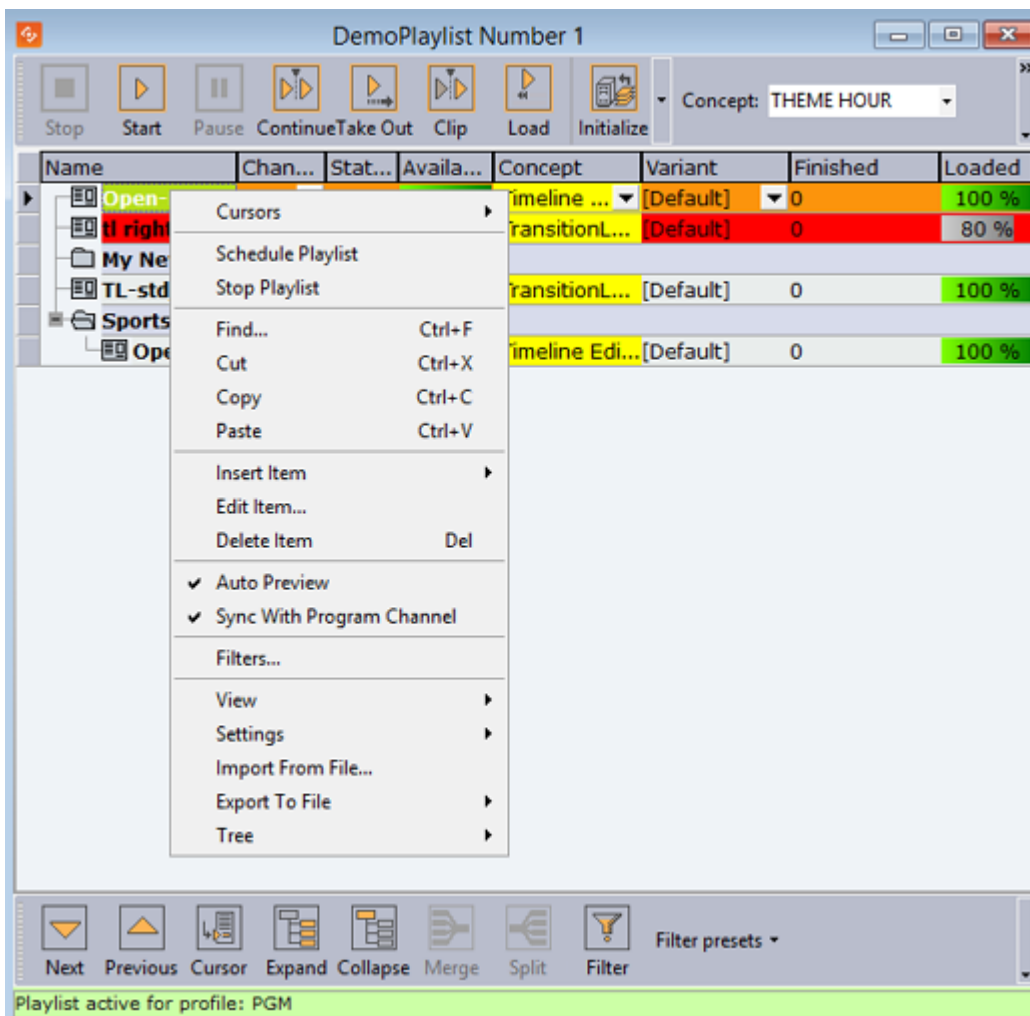 DemoPlaylist Number 1
Stop Start Pause Continue Take Out Clip Load Initialize Concept: THEME HOUR
Name Chan... Stat... Availa... Concept Variant Finished Loaded
Open- imeline ... [Default] 0 100 %
tl right TransitionL... [Default] 0 80 %
My Ne
TL-std TransitionL... [Default] 0 100 %
Sports
Ope Timeline Edi... [Default] 0 100 %
Cursors
Schedule Playlist
Stop Playlist
Find... Ctrl+F
Cut Ctrl+X
Copy Ctrl+C
Paste Ctrl+V
Insert Item
Edit Item...
Delete Item Del
Auto Preview
Sync With Program Channel
Filters...
View
Settings
Import From File...
Export To File
Tree
Next Previous Cursor Expand Collapse Merge Split Filter Filter presets
Playlist active for profile: PGM